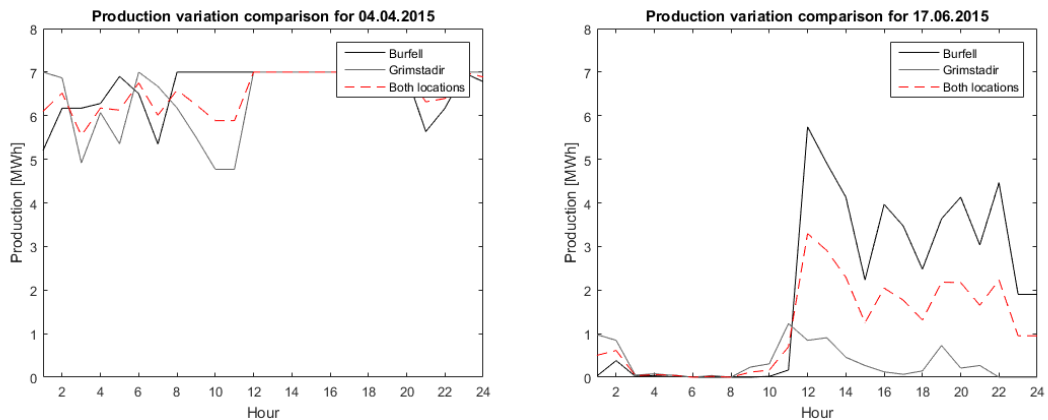 Production variation comparison for 04.04.2015
Production [MWh]
8
7
6
5
4
3
2
1
0
2 4 6 8 10 12 14 16 18 20 22 24
Hour
Burfell
Grimstadir
Both locations
Production variation comparison for 17.06.2015
Production [MWh]
8
7
6
5
4
3
2
1
0
2 4 6 8 10 12 14 16 18 20 22 24
Hour
Burfell
Grimstadir
Both locations